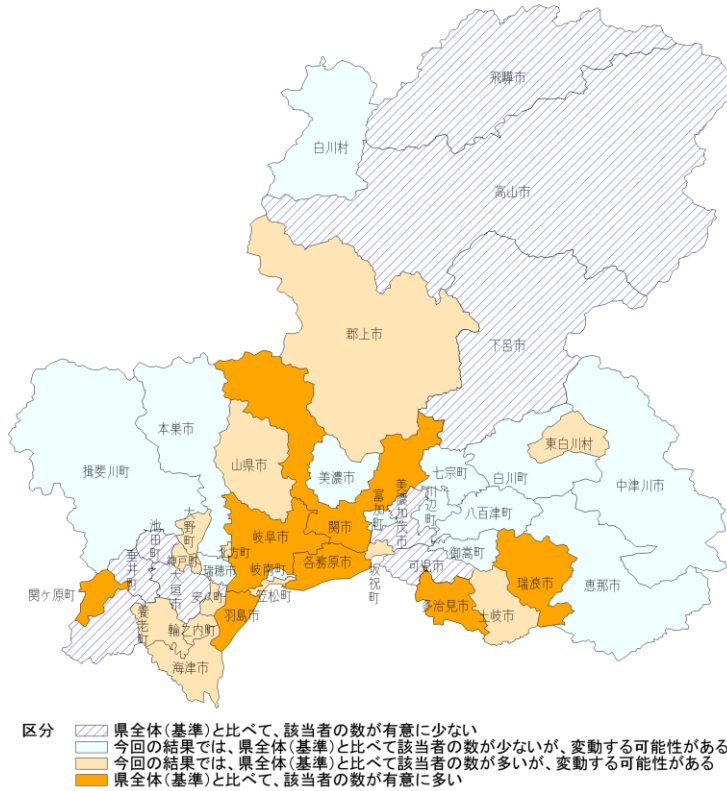 飛騨市
白川村
高山市
郡上市
下呂市
本巣市
揖斐川町
山県市
美濃市
七宗町
白川町
東白川村
中津川市
富加町
美濃加茂市
川辺町
八百津町
大野町
池田町
岐阜市
関市
北方町
神戸町
瑞穂市
岐南町
各務原市
坂祝町
可児市
御嵩町
瑞浪市
恵那市
関ケ原町
垂井町
大垣市
安八町
笠松町
羽島市
多治見市
土岐市
養老町
輪之内町
海津市
区分
県全体(基準)と比べて、該当者の数が有意に少ない
今回の結果では、県全体(基準)と比べて該当者の数が少ないが、変動する可能性がある
今回の結果では、県全体(基準)と比べて該当者の数が多いが、変動する可能性がある
県全体(基準)と比べて、該当者の数が有意に多い